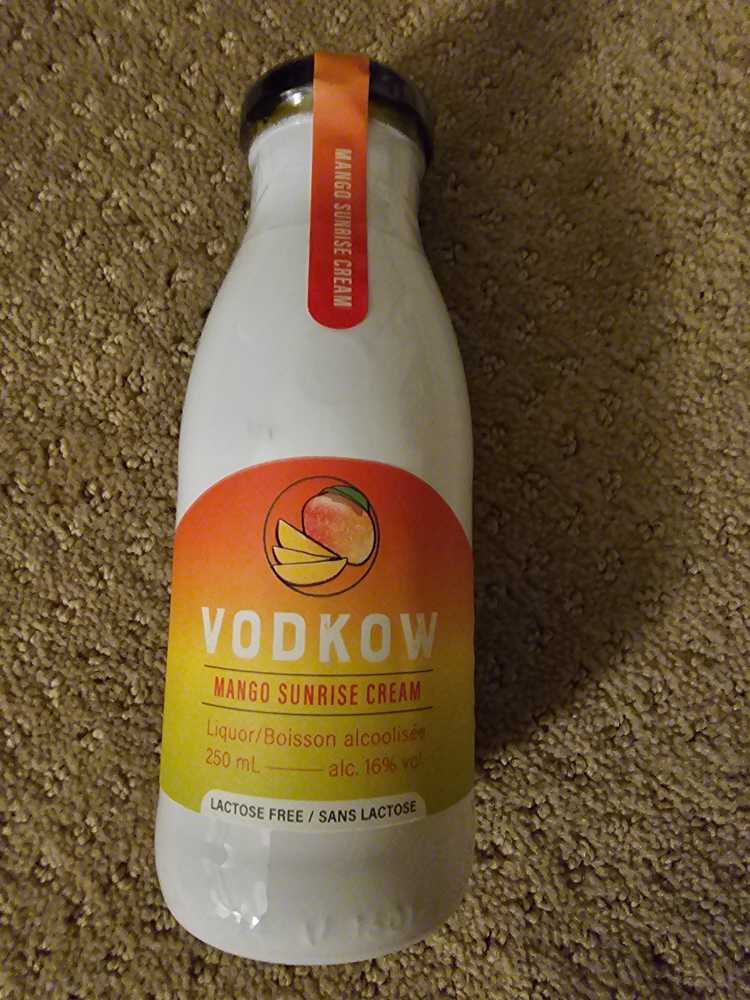 MANGO SUNRISE CREAM
VODKOW
MANGO SUNRISE CREAM
Liquor/Boisson alcoolisée
250 mL alc. 16% vol.
LACTOSE FREE / SANS LACTOSE